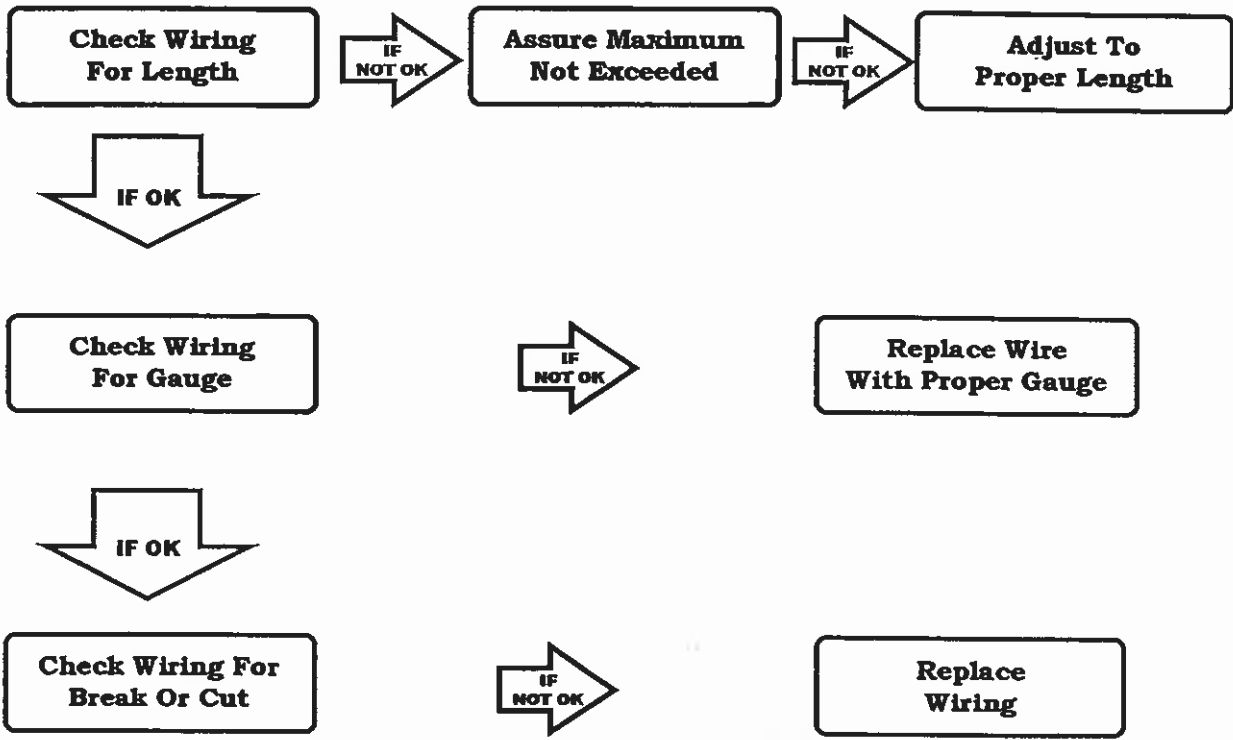 Check Wiring
For Length
IF
NOT OK
Assure Maximum
Not Exceeded
IF
NOT OK
Adjust To
Proper Length
IF OK
Check Wiring
For Gauge
IF
NOT OK
Replace Wire
With Proper Gauge
IF OK
Check Wiring For
Break Or Cut
IF
NOT OK
Replace
Wiring